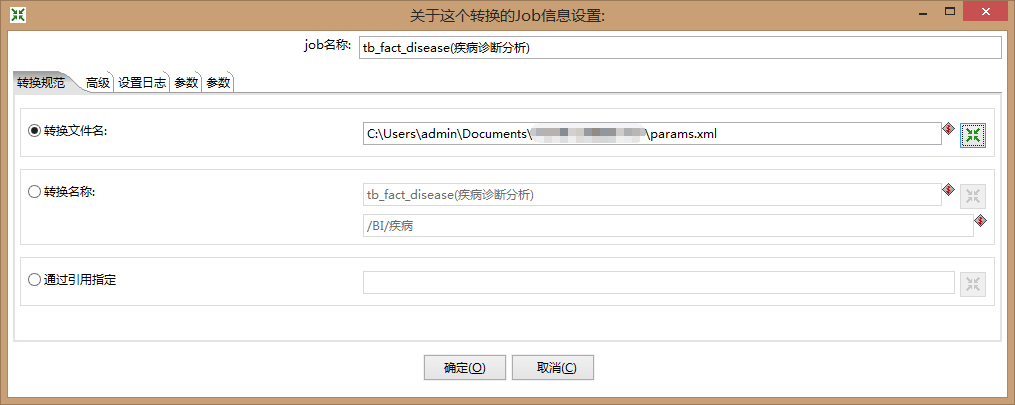 关于这个转换的Job信息设置:
job名称:
tb_fact_disease(疾病诊断分析)
转换规范 高级 设置日志 参数 参数
转换文件名:
C:\Users\admin\Documents\ \params.xml
转换名称:
tb_fact_disease(疾病诊断分析)
/BI/疾病
通过引用指定
确定(O) 取消(C)